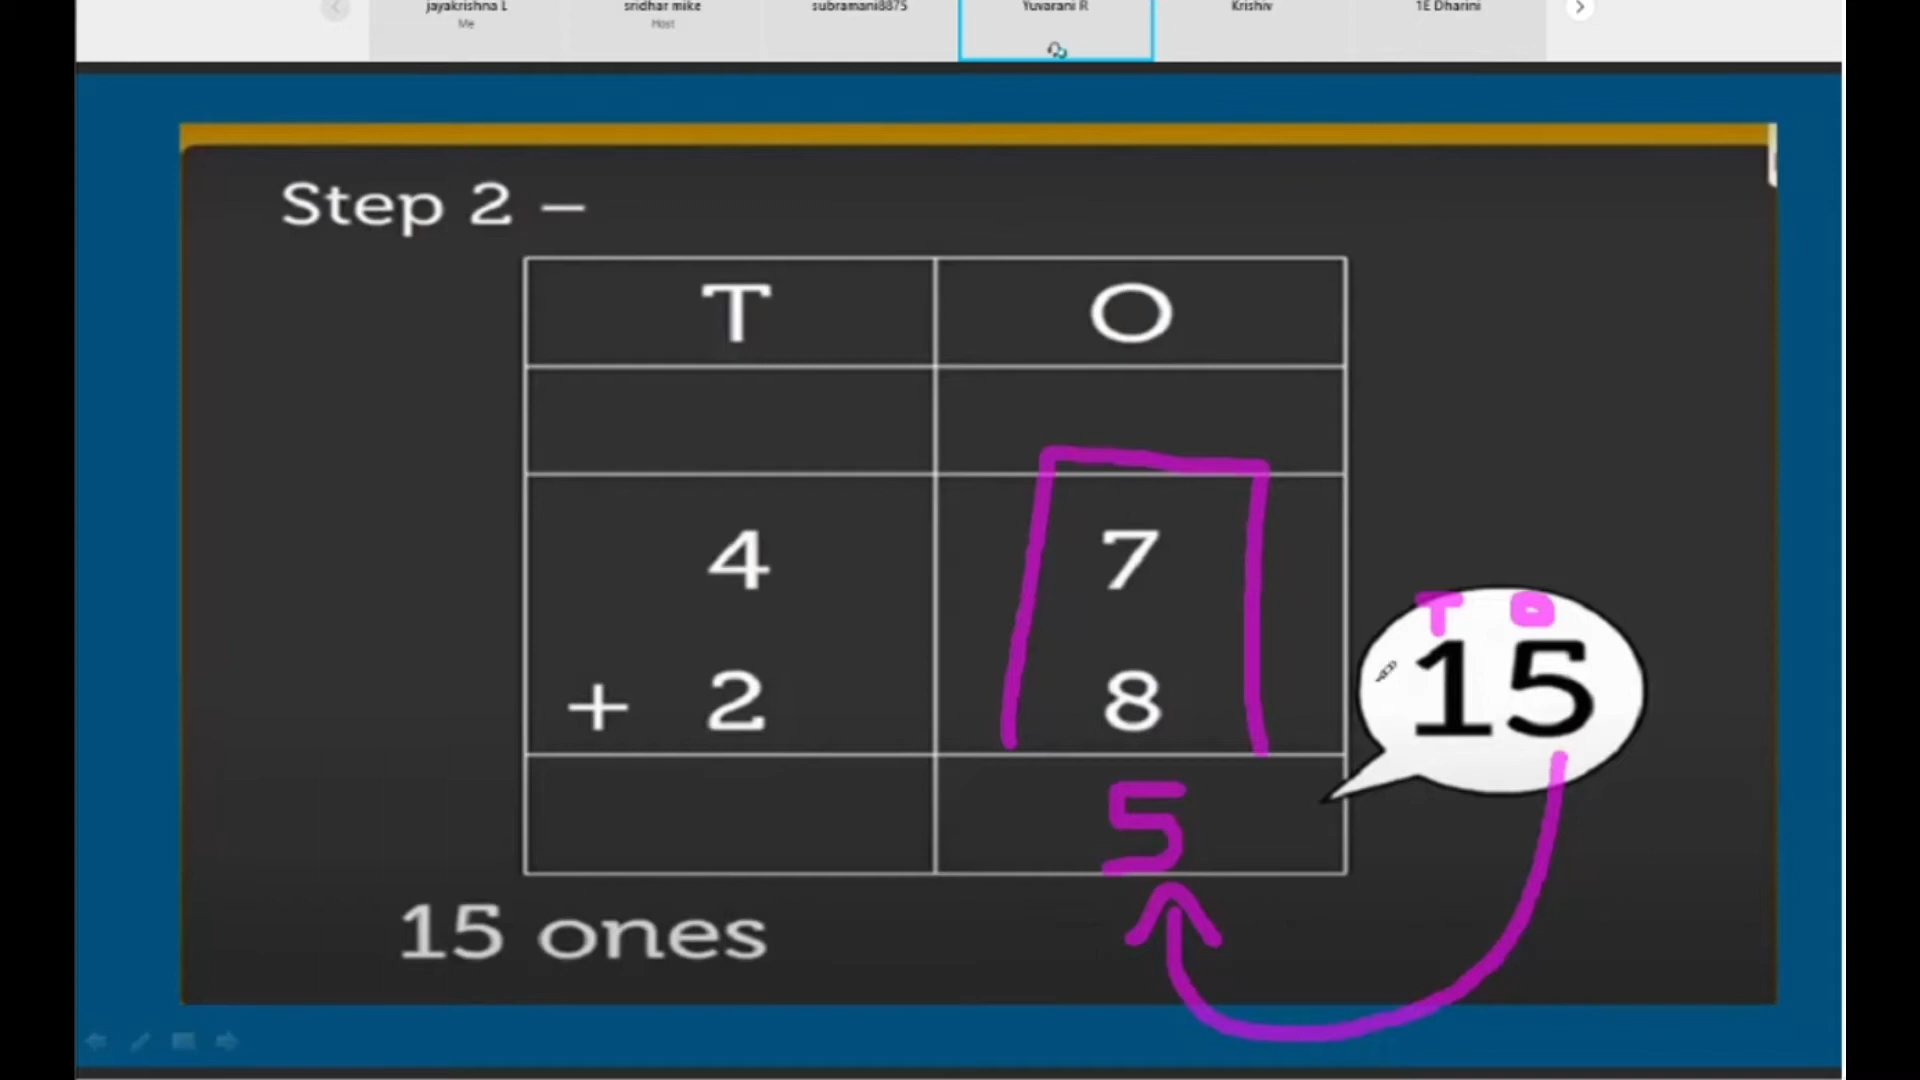 jayakrishna L sridhar mike subramani8875 Yuvarani R Krishiv 1E Dharini
Me Host
Step 2 –
T O
4 7
T O
15
+ 2 8
5
15 ones